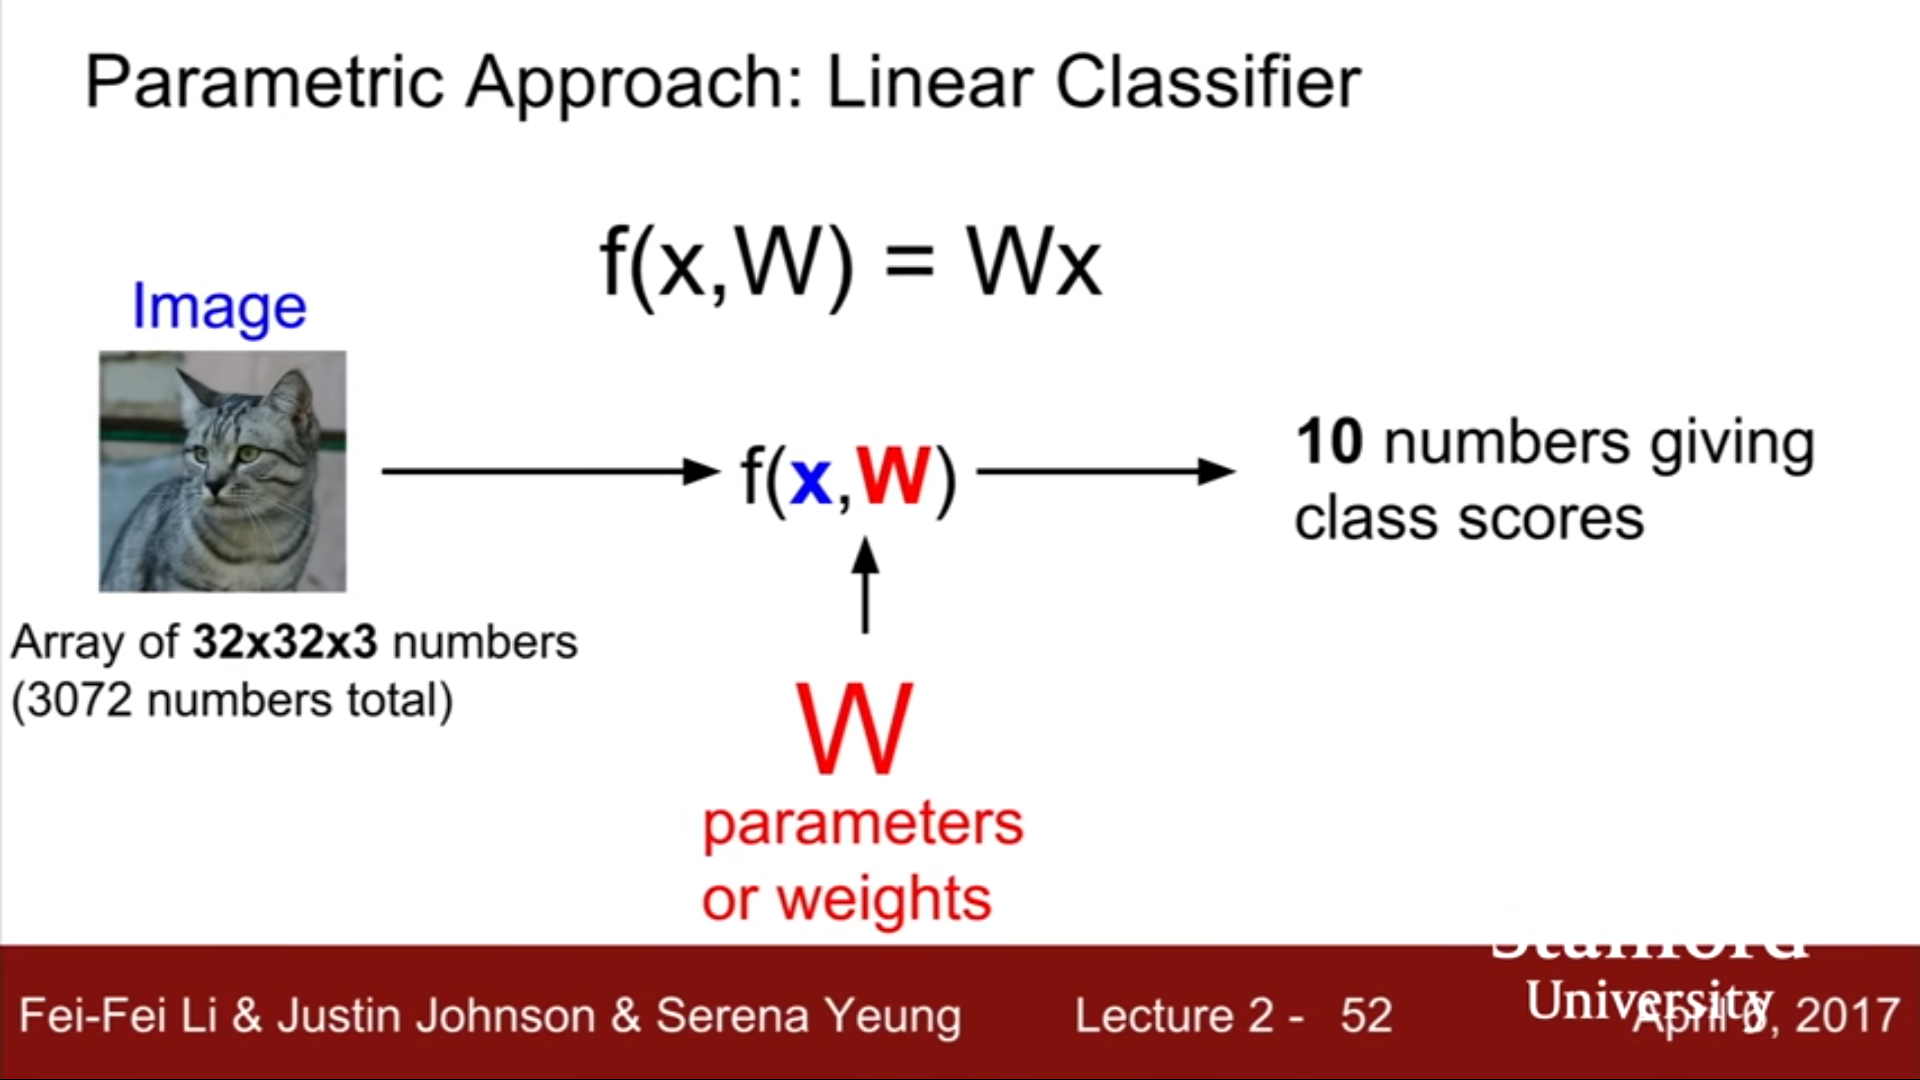 Parametric Approach: Linear Classifier
f(x,W) = Wx
Image
f(x,W)
10 numbers giving
class scores
Array of 32x32x3 numbers
(3072 numbers total)
W
parameters
or weights
Fei-Fei Li & Justin Johnson & Serena Yeung
Lecture 2 - 52
Stanford
University
April 6, 2017